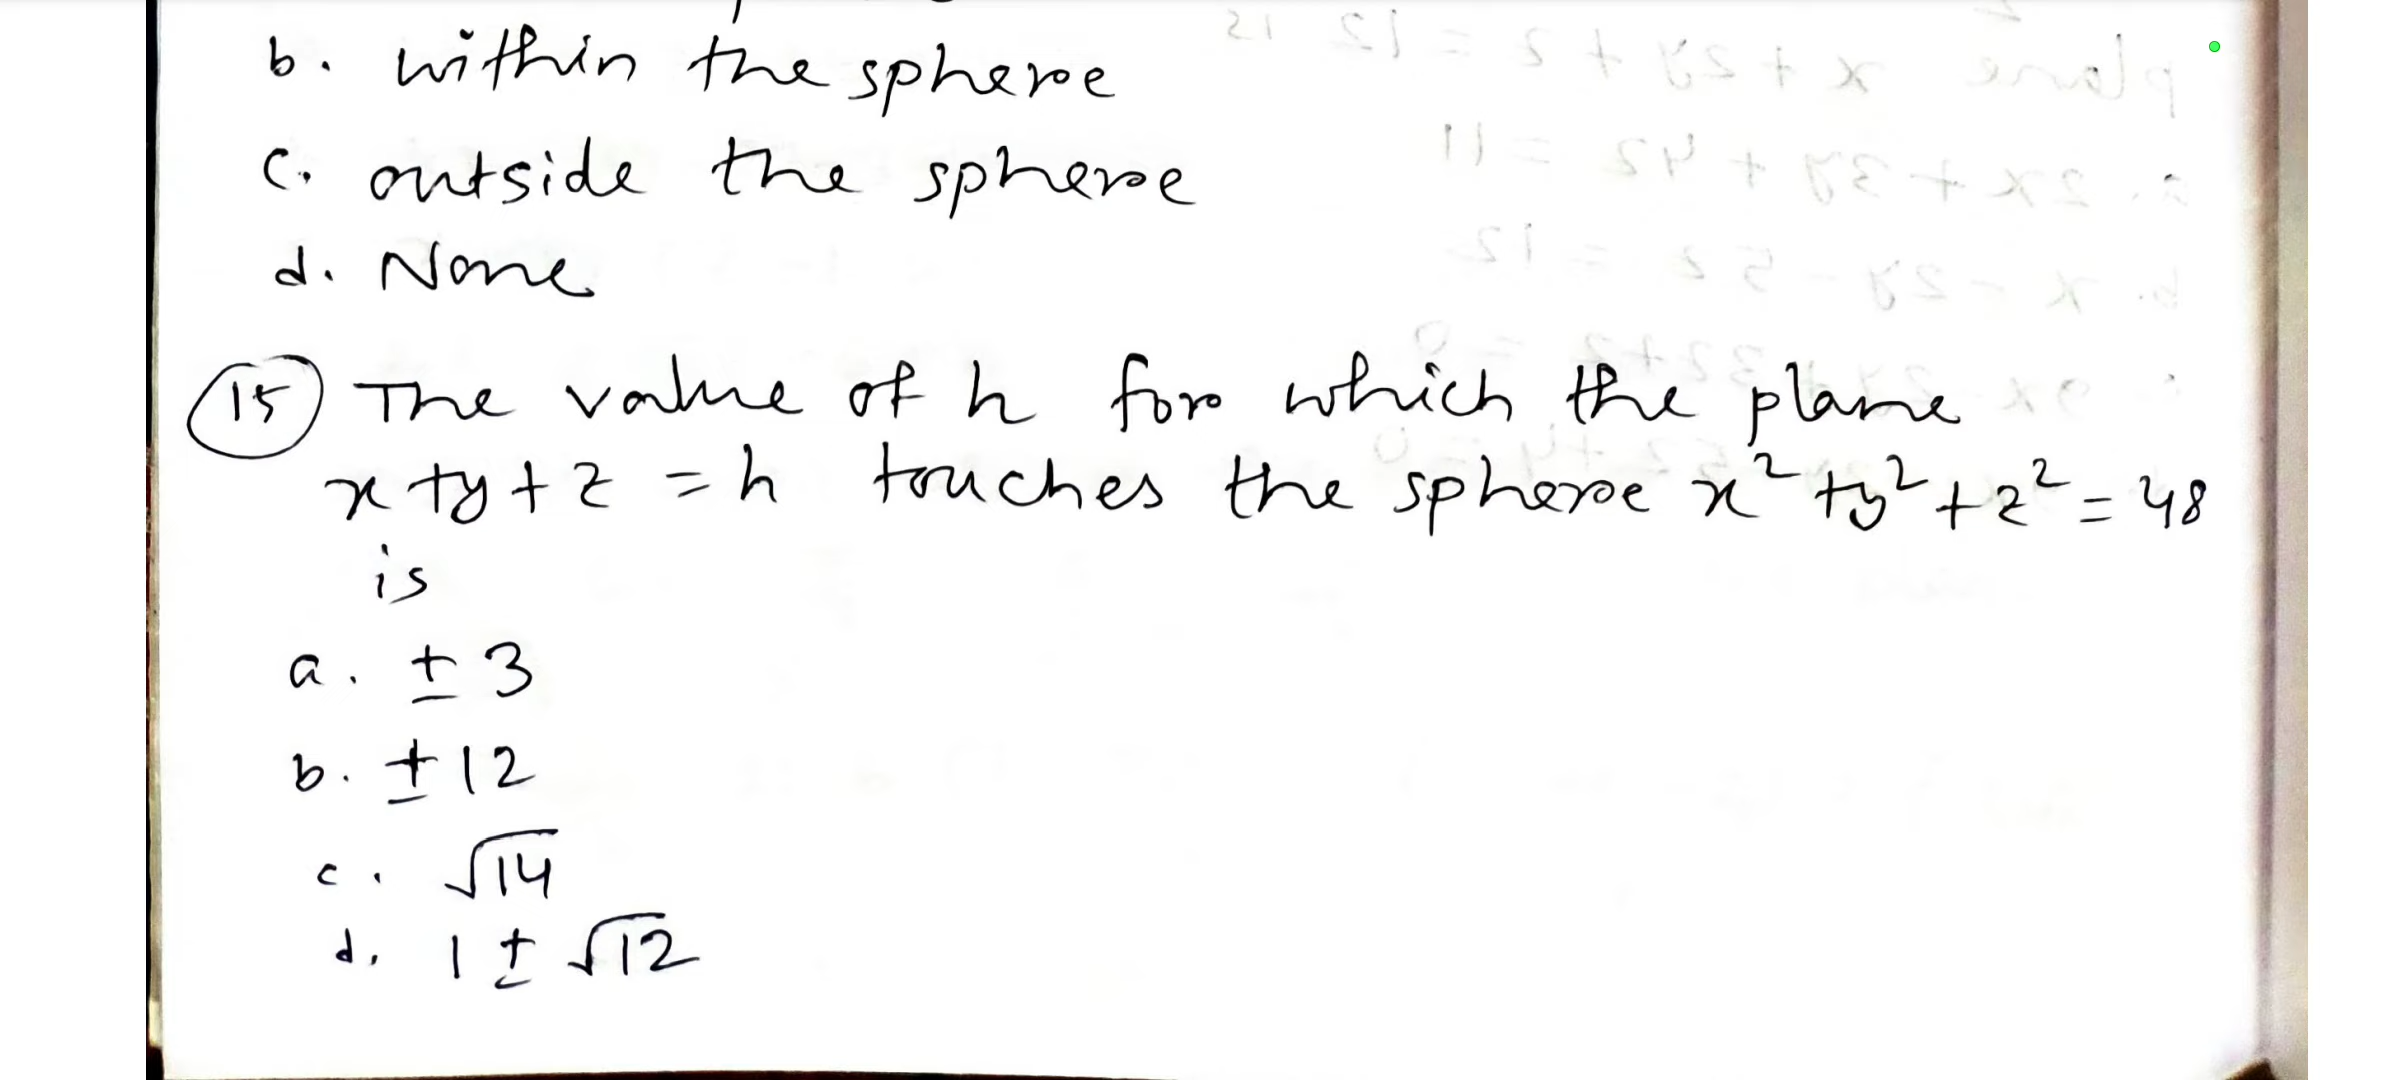 b. within the sphere
c. outside the sphere
d. None
15 The value of h for which the plane
x+y+z = h touches the sphere x²+y²+z² = 48
is
a. ± 3
b. ± 12
c. √14
d. 1 ± √12